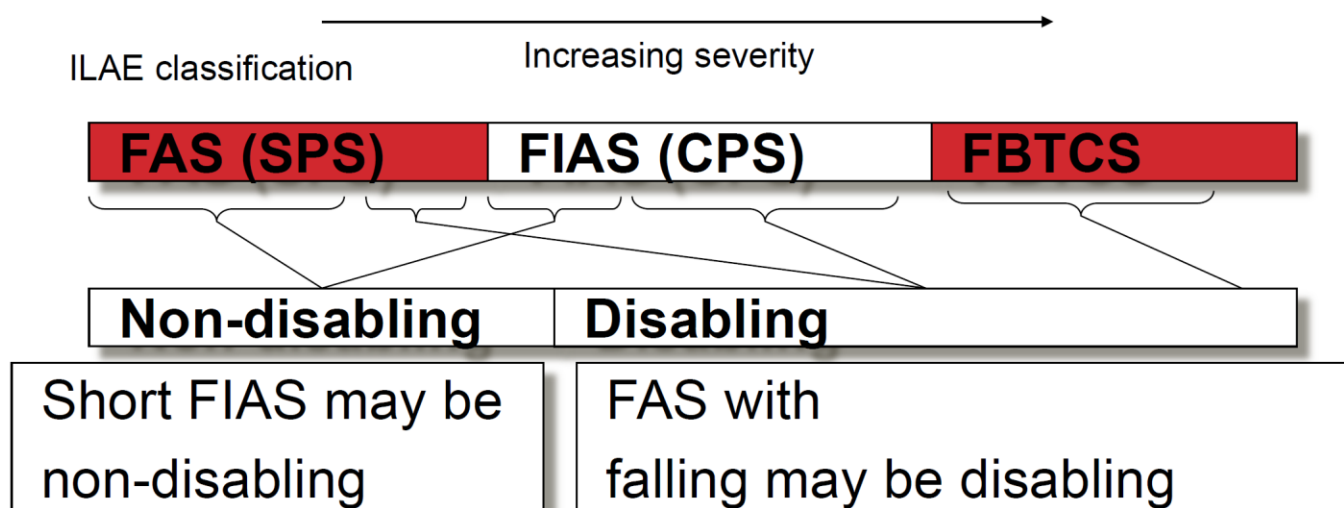 Increasing severity
ILAE classification
FAS (SPS) FIAS (CPS) FBTCS
Non-disabling Disabling
Short FIAS may be
non-disabling
FAS with
falling may be disabling